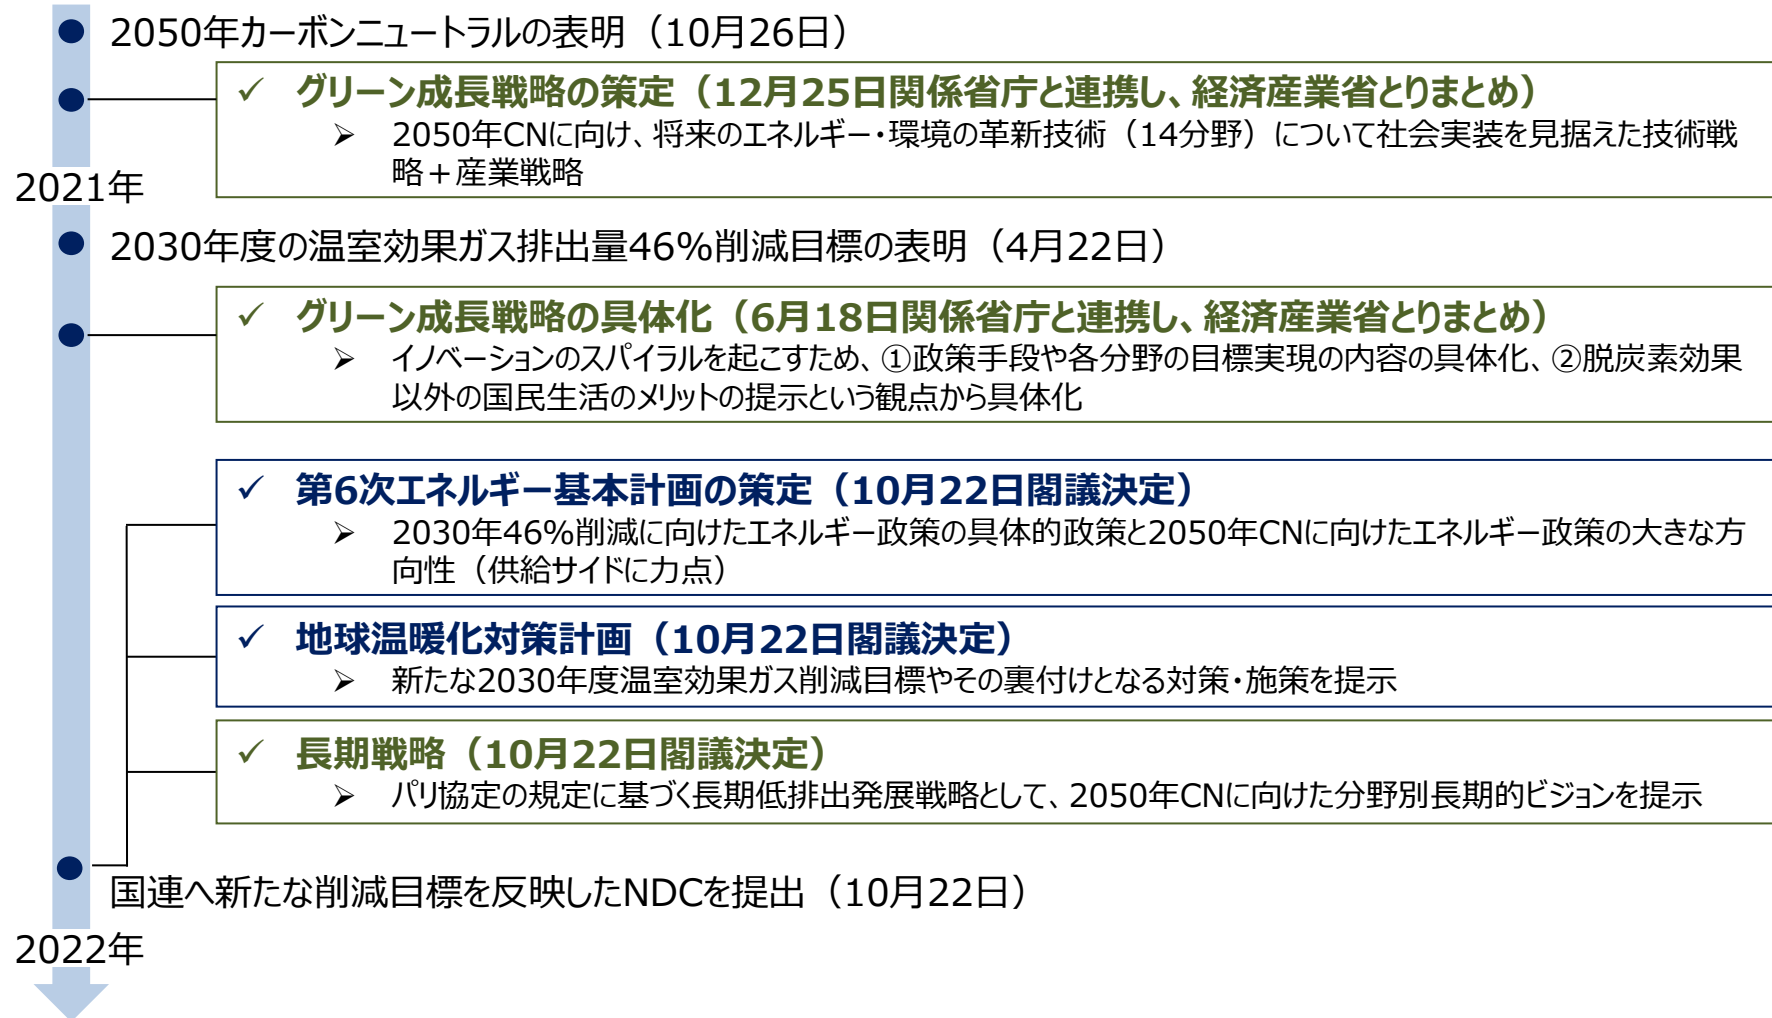 2050年カーボンニュートラルの表明（10月26日）
✓ グリーン成長戦略の策定（12月25日関係省庁と連携し、経済産業省とりまとめ）
➢ 2050年CNに向け、将来のエネルギー・環境の革新技術（14分野）について社会実装を見据えた技術戦
略＋産業戦略
2021年
2030年度の温室効果ガス排出量46%削減目標の表明（4月22日）
✓ グリーン成長戦略の具体化（6月18日関係省庁と連携し、経済産業省とりまとめ）
➢ イノベーションのスパイラルを起こすため、①政策手段や各分野の目標実現の内容の具体化、②脱炭素効果
以外の国民生活のメリットの提示という観点から具体化
✓ 第6次エネルギー基本計画の策定（10月22日閣議決定）
➢ 2030年46%削減に向けたエネルギー政策の具体的政策と2050年CNに向けたエネルギー政策の大きな方
向性（供給サイドに力点）
✓ 地球温暖化対策計画（10月22日閣議決定）
➢ 新たな2030年度温室効果ガス削減目標やその裏付けとなる対策・施策を提示
✓ 長期戦略（10月22日閣議決定）
➢ パリ協定の規定に基づく長期低排出発展戦略として、2050年CNに向けた分野別長期的ビジョンを提示
国連へ新たな削減目標を反映したNDCを提出（10月22日）
2022年